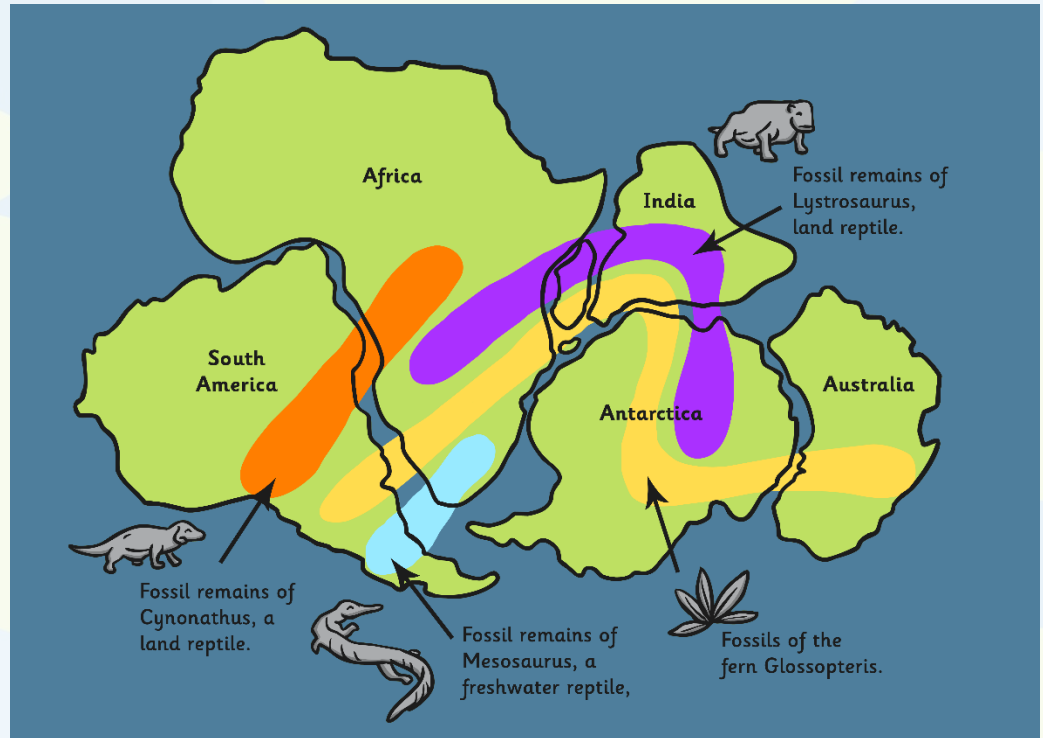 Africa
India
Fossil remains of
Lystrosaurus,
land reptile.
South
America
Antarctica
Australia
Fossil remains of
Cynonathus, a
land reptile.
Fossil remains of
Mesosaurus, a
freshwater reptile,
Fossils of the
fern Glossopteris.